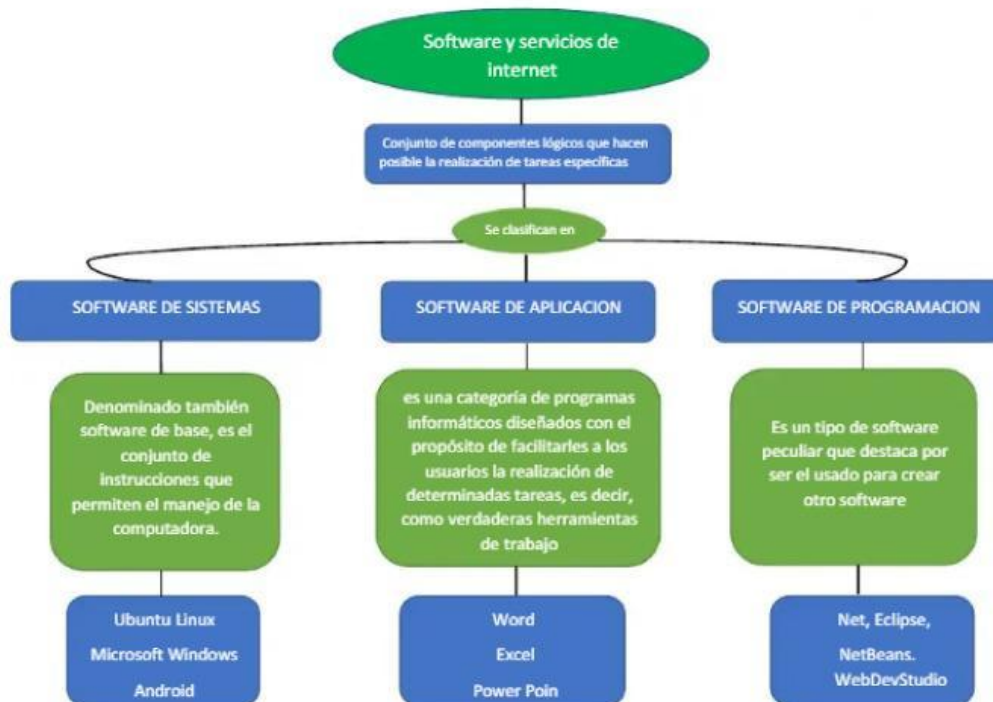 Software y servicios de
internet
Conjunto de componentes lógicos que hacen
posible la realización de tareas específicas
Se clasifican en
SOFTWARE DE SISTEMAS
SOFTWARE DE APLICACION
SOFTWARE DE PROGRAMACION
Denominado también
software de base, es el
conjunto de
instrucciones que
permiten el manejo de la
computadora.
es una categoría de programas
informáticos diseñados con el
propósito de facilitarles a los
usuarios la realización de
determinadas tareas, es decir,
como verdaderas herramientas
de trabajo
Es un tipo de software
peculiar que destaca por
ser el usado para crear
otro software
Ubuntu Linux
Microsoft Windows
Android
Word
Excel
Power Poin
Net, Eclipse,
NetBeans.
WebDevStudio